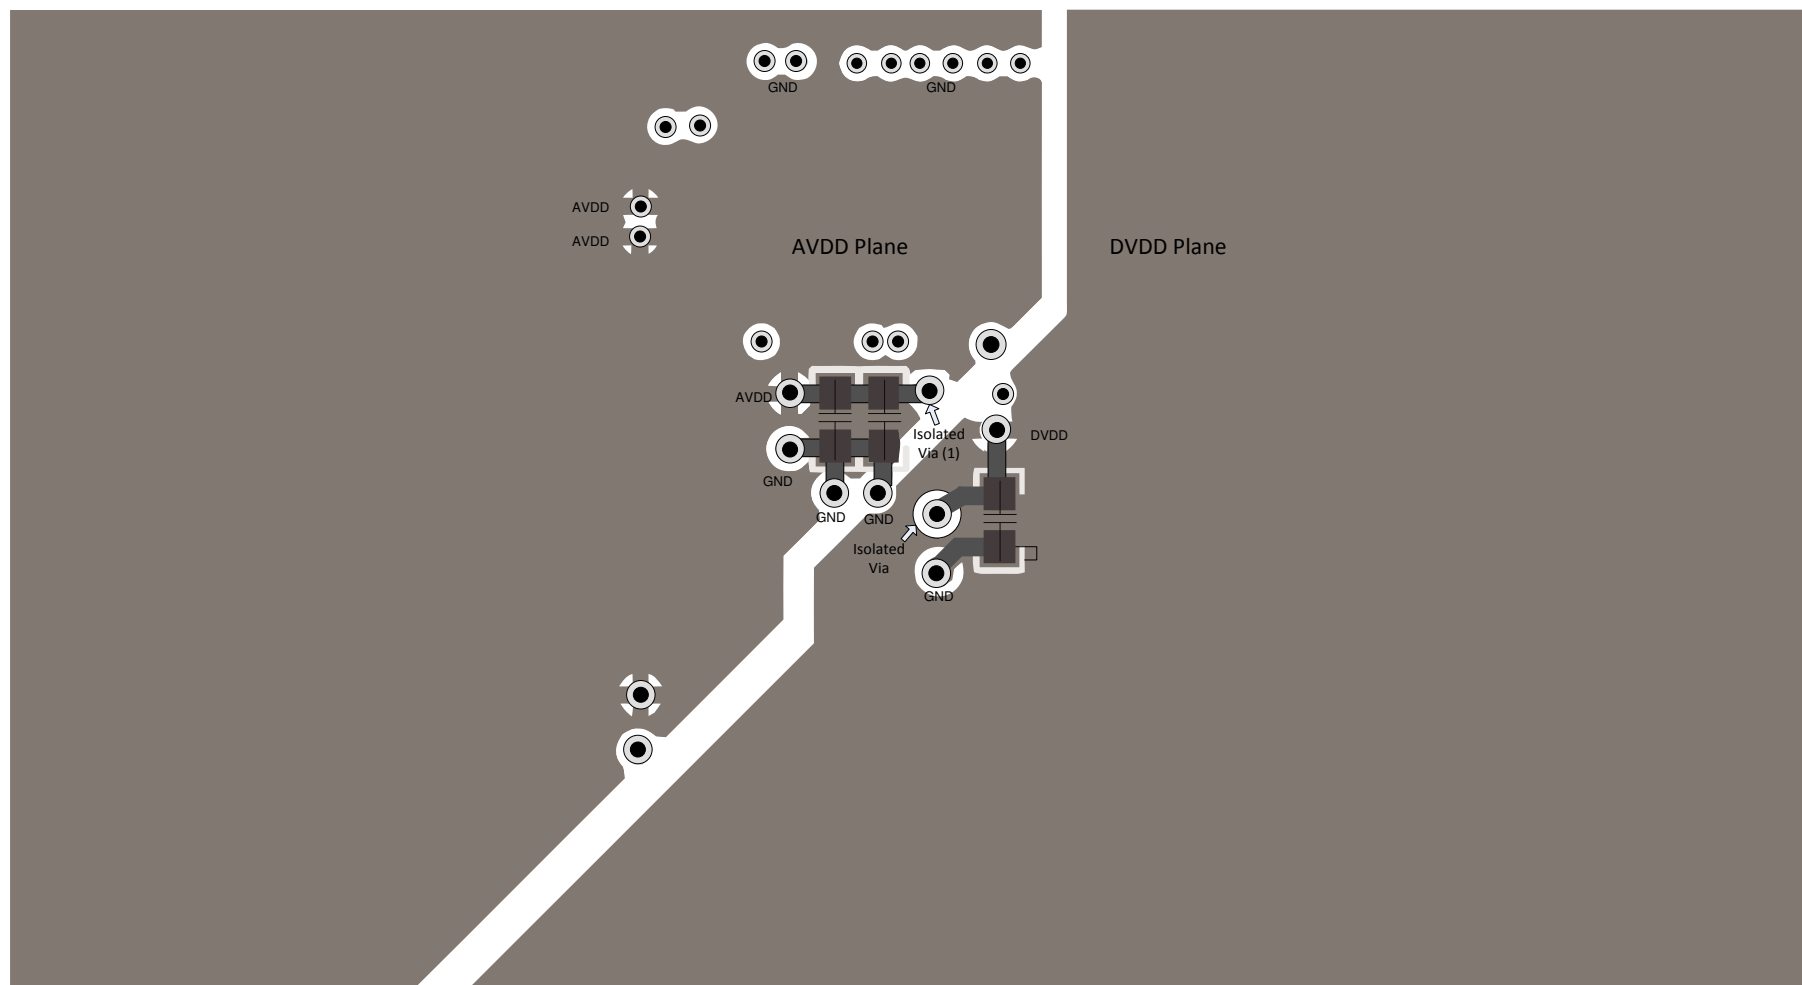 GND
GND
AVDD
AVDD
AVDD Plane
DVDD Plane
AVDD
Isolated
Via (1)
DVDD
GND
GND
GND
Isolated
Via
GND